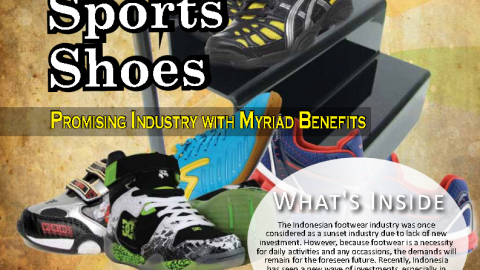 Sports
Shoes
Promising Industry with Myriad Benefits
What's Inside
The Indonesian footwear industry was once
considered as a sunset industry due to lack of new
investment. However, because footwear is a necessity
for daily activities and any occassions, the demands will
remain for the foreseen future. Recently, Indonesia
has seen a new wave of investments, especially in